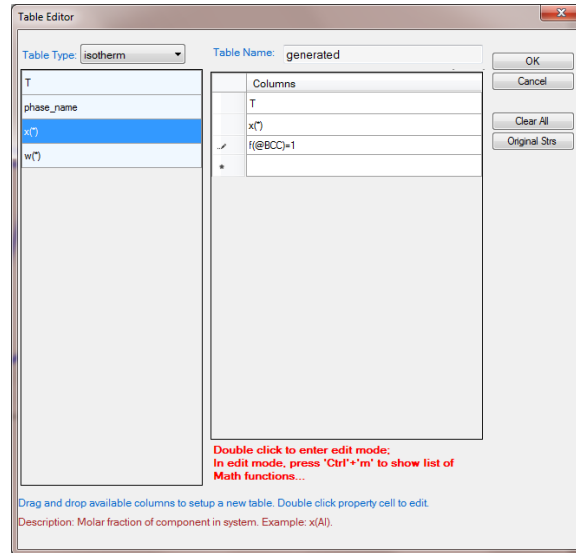 Table Editor
Table Type: isotherm
Table Name: generated
OK
Cancel
Clear All
Original Strs
T
phase_name
x(*)
w(*)
Columns
T
x(*)
f(@BCC)=1
*
Double click to enter edit mode;
In edit mode, press 'Ctrl'+'m' to show list of
Math functions...
Drag and drop available columns to setup a new table. Double click property cell to edit.
Description: Molar fraction of component in system. Example: x(Al).